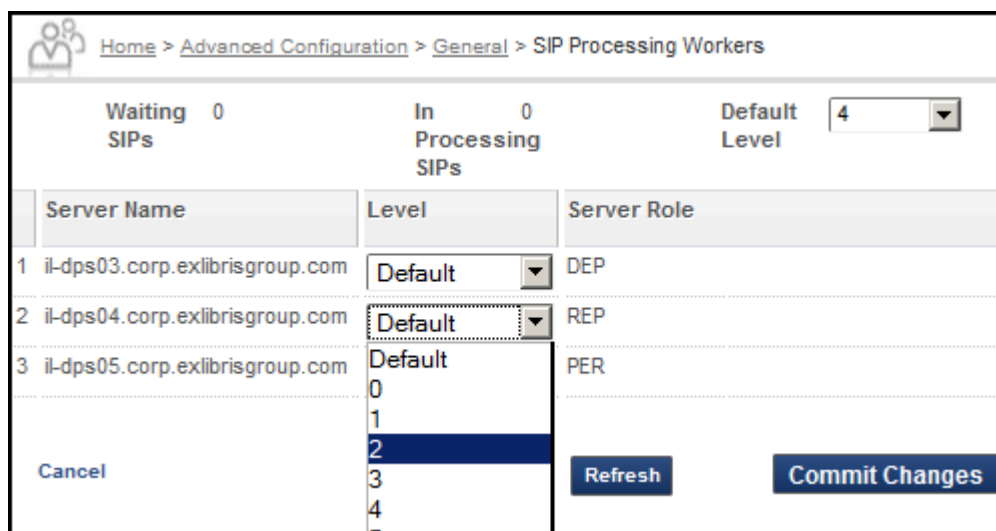 Home > Advanced Configuration > General > SIP Processing Workers
Waiting SIPs 0 In Processing SIPs 0 Default Level 4
Server Name Level Server Role
1 il-dps03.corp.exlibrisgroup.com Default DEP
2 il-dps04.corp.exlibrisgroup.com Default REP
3 il-dps05.corp.exlibrisgroup.com PER
Default
0
1
2
3
4
Cancel Refresh Commit Changes